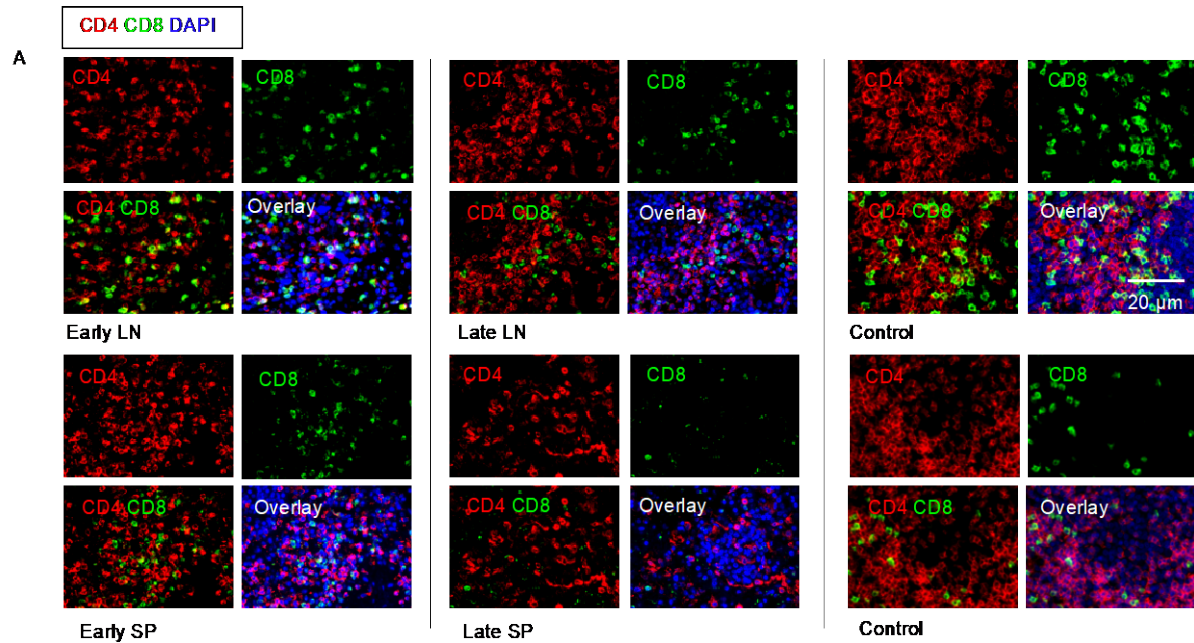 CD4 CD8 DAPI
A
CD4 CD8 CD4 CD8 CD4 CD8
CD4 CD8 Overlay CD4 CD8 Overlay CD4 CD8 Overlay
20 µm
Early LN Late LN Control
CD4 CD8 CD4 CD8 CD4 CD8
CD4 CD8 Overlay CD4 CD8 Overlay CD4 CD8 Overlay
Early SP Late SP Control